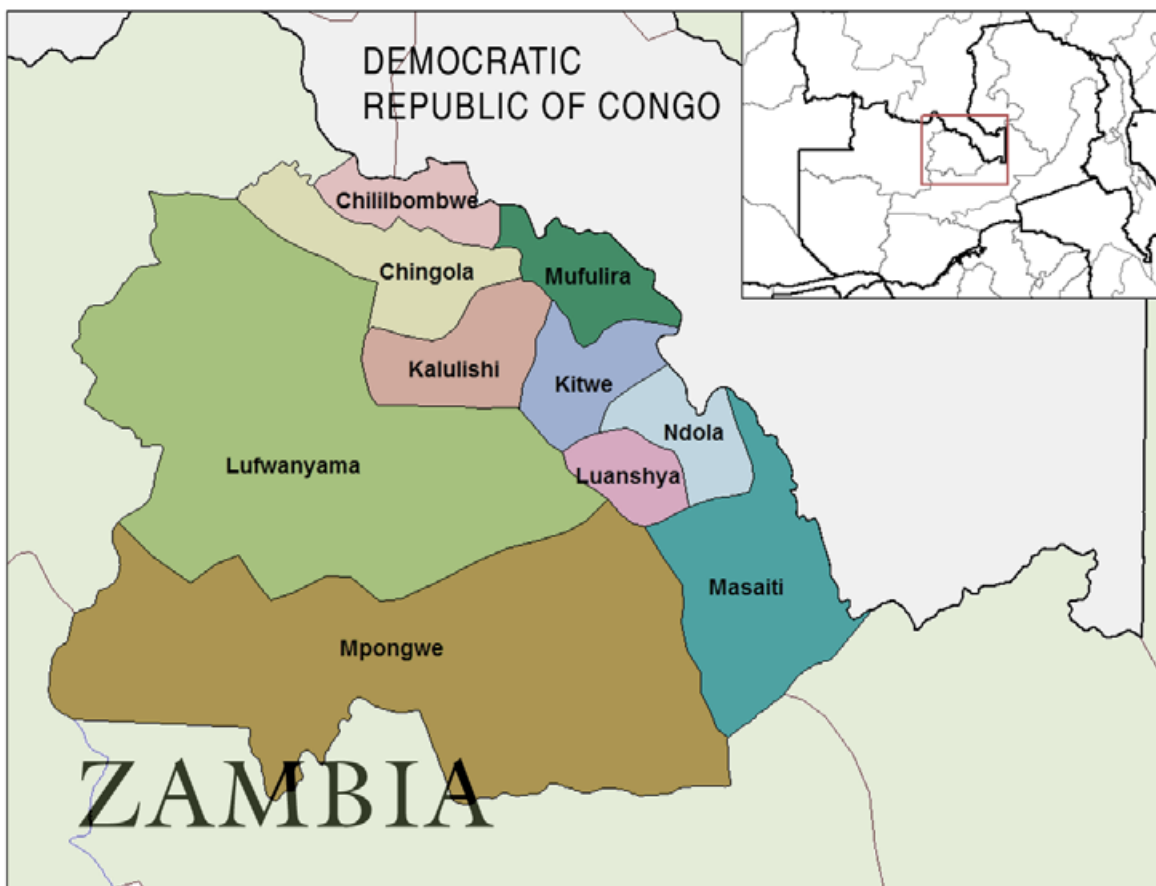 DEMOCRATIC
REPUBLIC OF CONGO
Chililbombwe
Chingola
Mufulira
Kalulishi
Kitwe
Ndola
Lufwanyama
Luanshya
Masaiti
Mpongwe
ZAMBIA